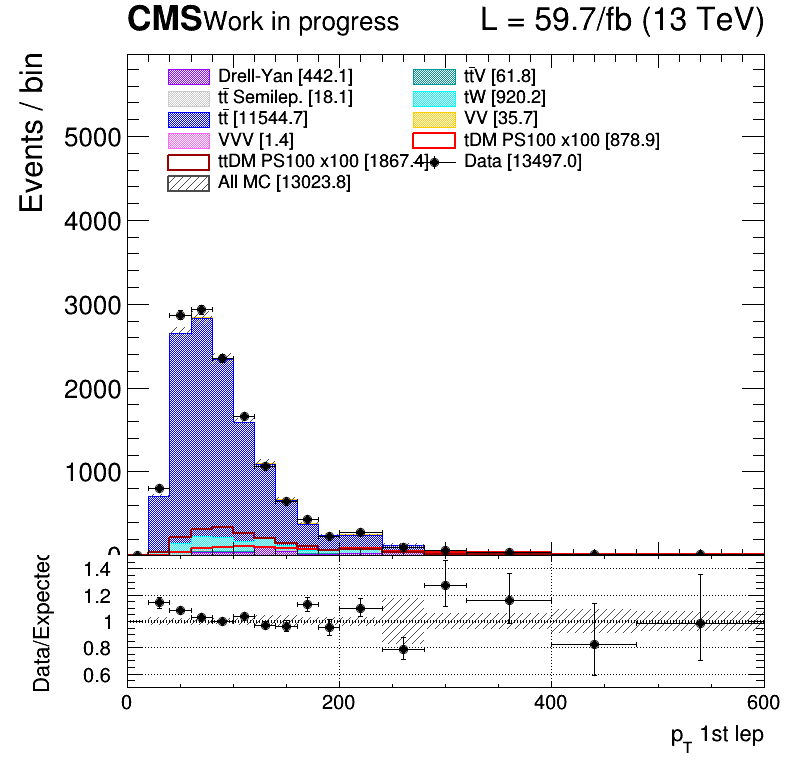 CMS Work in progress L = 59.7/fb (13 TeV)
Events / bin
Drell-Yan [442.1] tt̄V [61.8]
tt̄ Semilep. [18.1] tW [920.2]
tt̄ [11544.7] VV [35.7]
VVV [1.4] tDM PS100 x100 [878.9]
ttDM PS100 x100 [1867.4] Data [13497.0]
All MC [13023.8]
5000
4000
3000
2000
1000
0
Data/Expected
1.4
1.2
1
0.8
0.6
0 200 400 600
p_T 1st lep